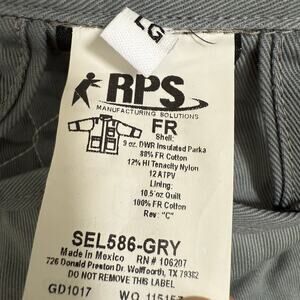 LG
RPS
MANUFACTURING SOLUTIONS
FR
Shell:
9 oz. DWR Insulated Parka
88% FR Cotton
12% HI Tenacity Nylon
12 ATPV
Lining:
10.5 oz Quilt
100% FR Cotton
Rev: "C"
SEL586-GRY
Made in Mexico RN # 106207
726 Donald Preston Dr. Wolfforth, TX 79382
DO NOT REMOVE THIS LABEL
GD1017 WO 115157